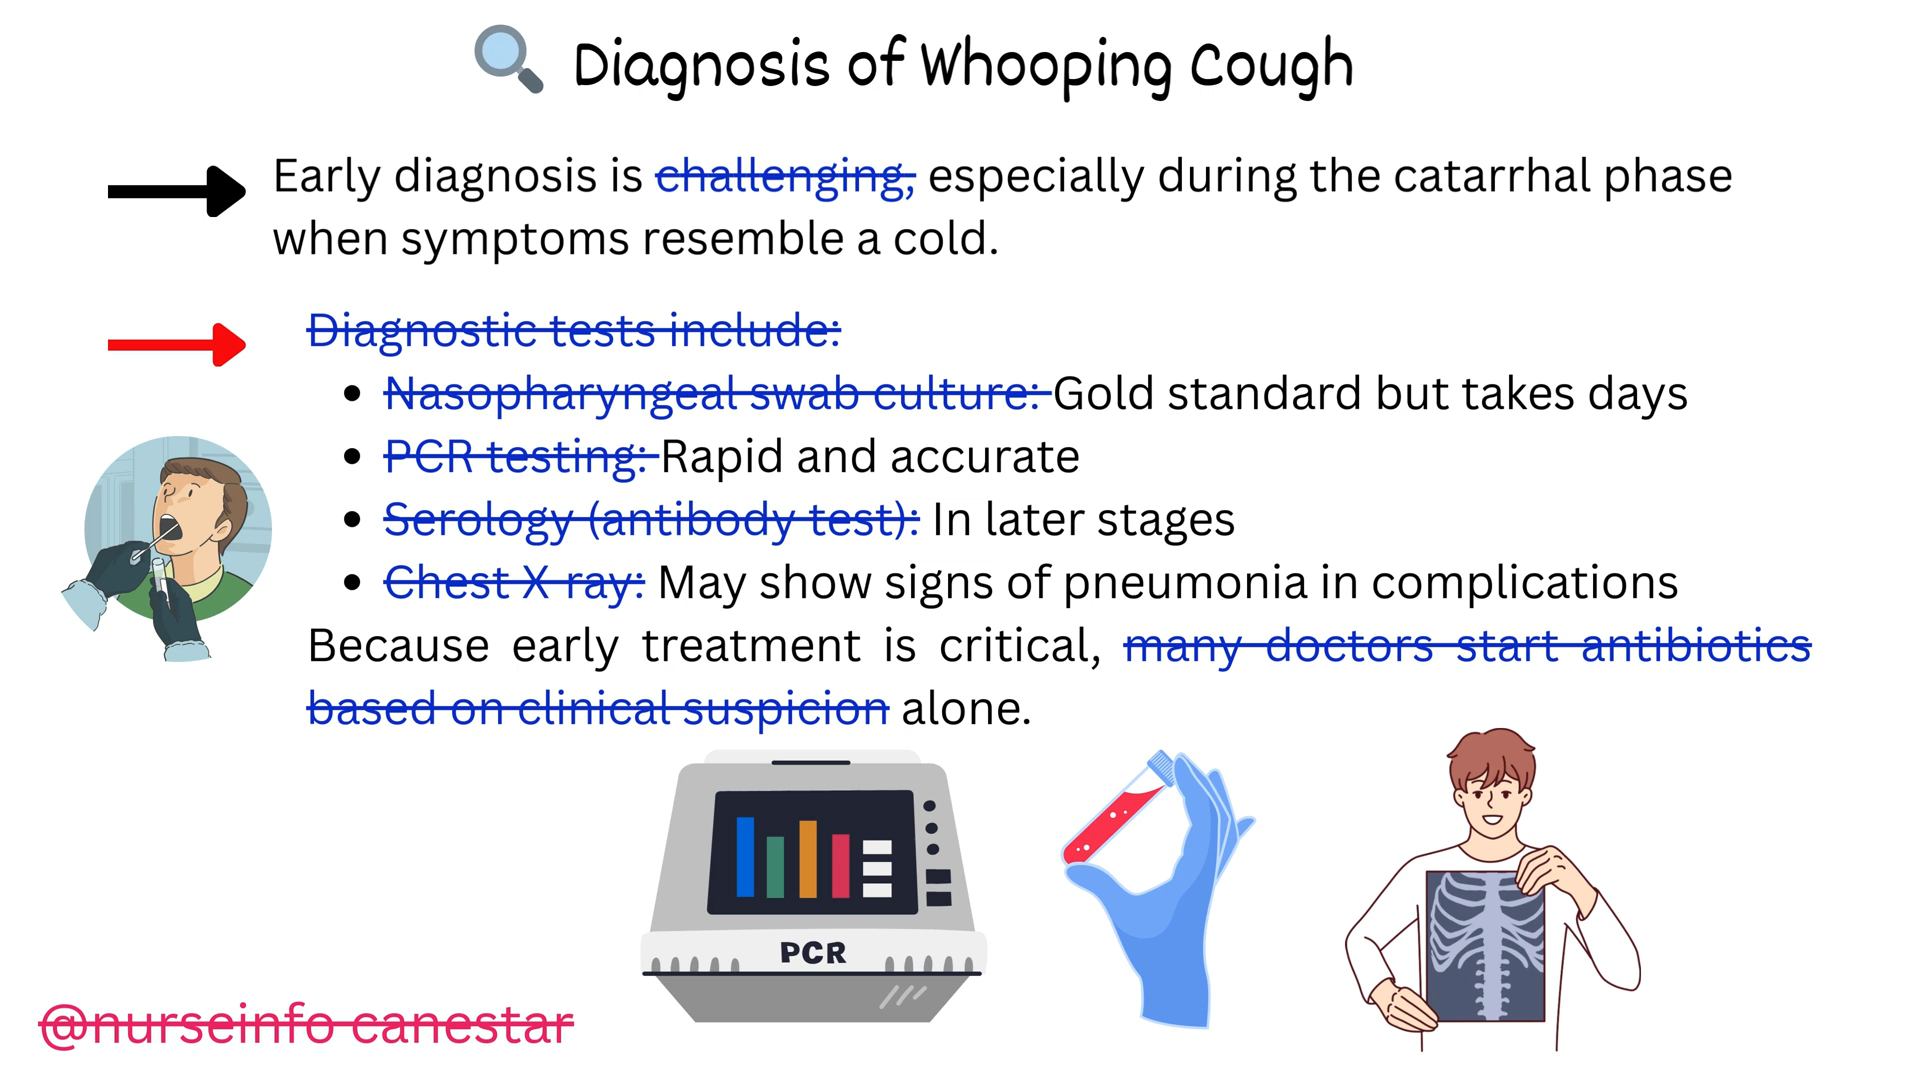 Diagnosis of Whooping Cough
Early diagnosis is challenging, especially during the catarrhal phase
when symptoms resemble a cold.
Diagnostic tests include:
• Nasopharyngeal swab culture: Gold standard but takes days
• PCR testing: Rapid and accurate
• Serology (antibody test): In later stages
• Chest X-ray: May show signs of pneumonia in complications
Because early treatment is critical, many doctors start antibiotics
based on clinical suspicion alone.
PCR
@nurseinfo canestar